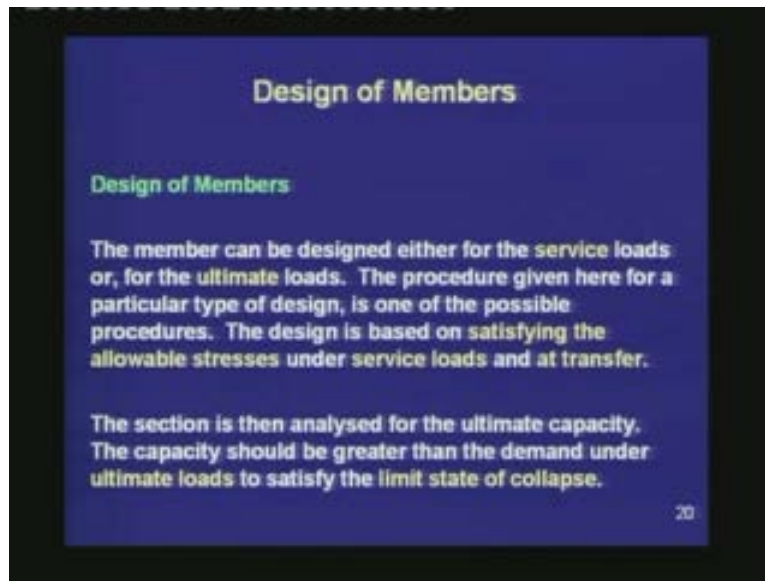 Design of Members
Design of Members
The member can be designed either for the service loads
or, for the ultimate loads. The procedure given here for a
particular type of design, is one of the possible
procedures. The design is based on satisfying the
allowable stresses under service loads and at transfer.
The section is then analysed for the ultimate capacity.
The capacity should be greater than the demand under
ultimate loads to satisfy the limit state of collapse.
20